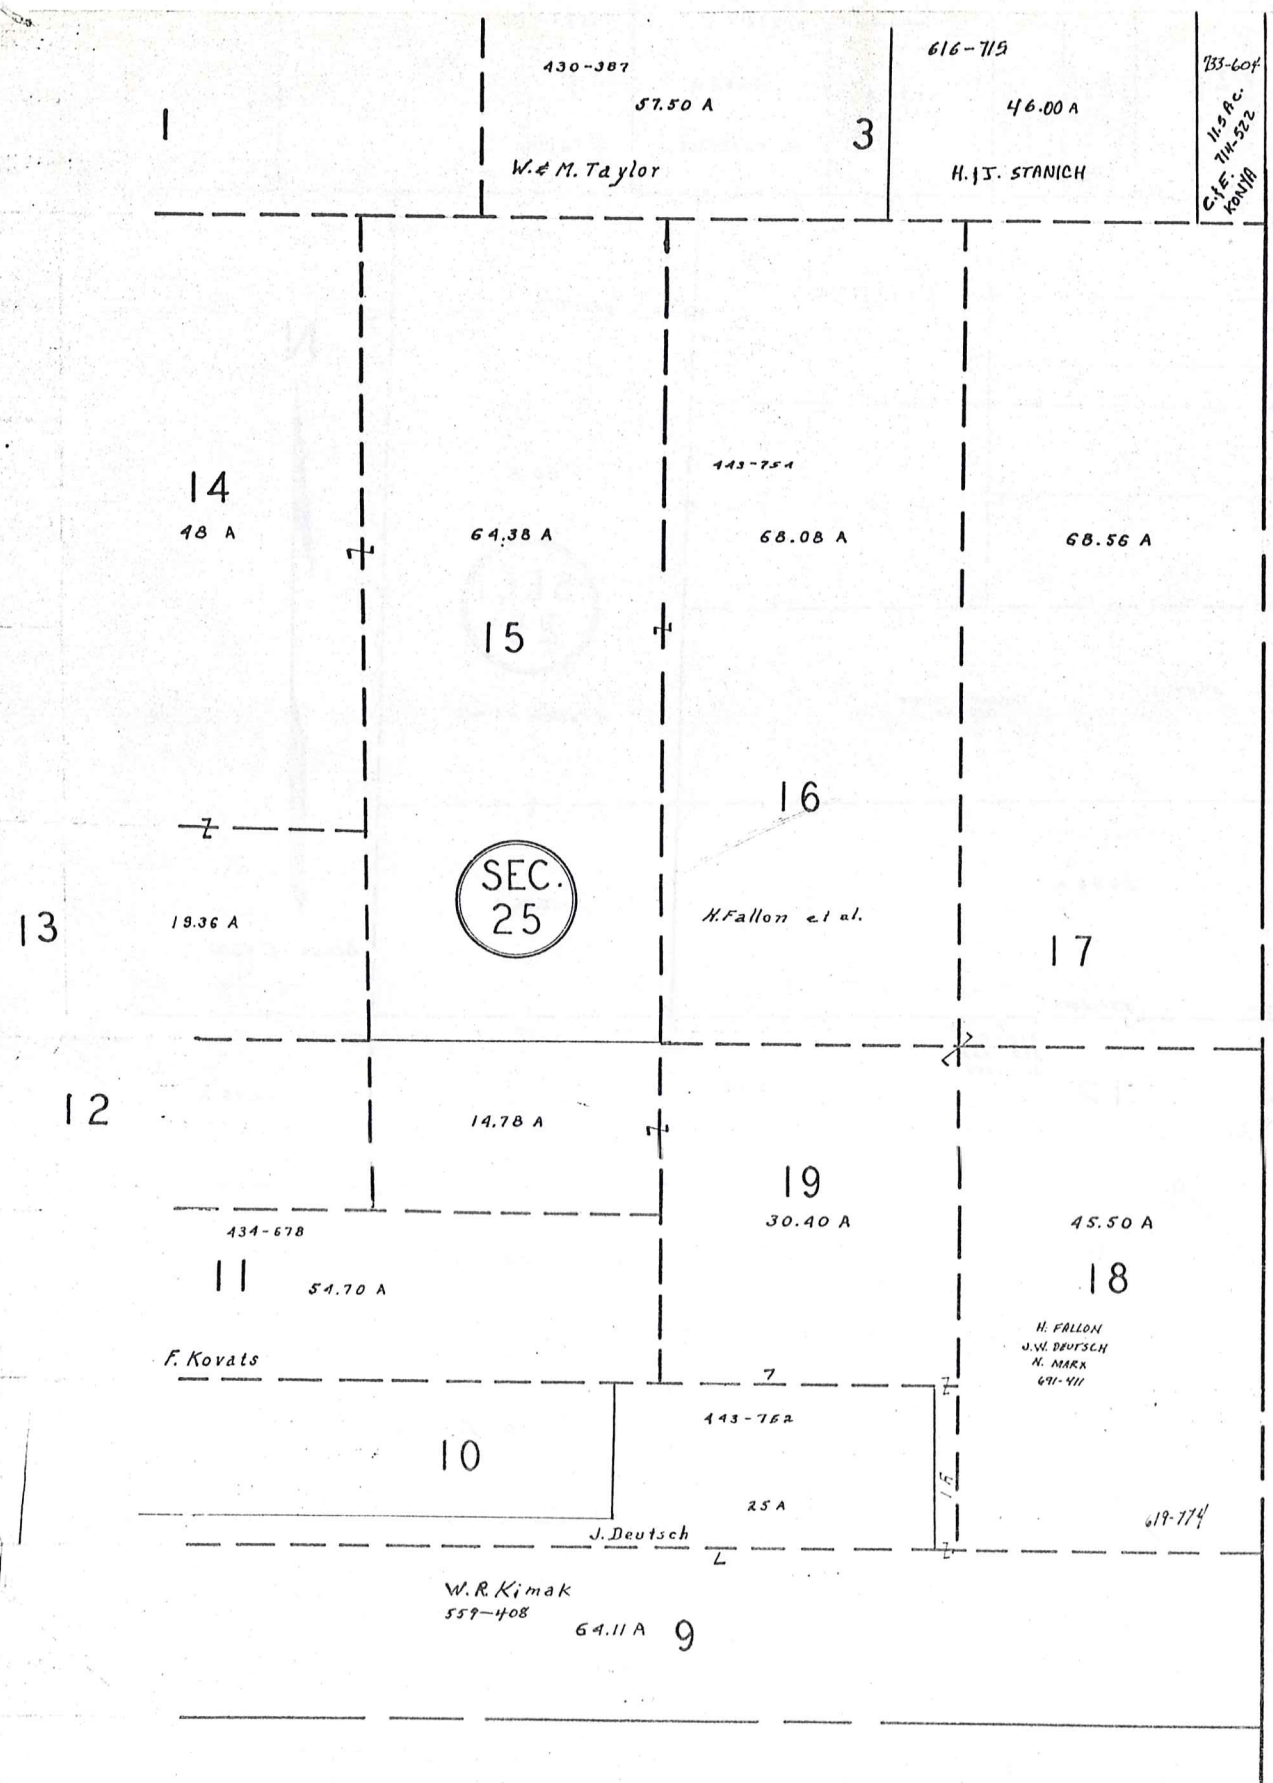 1
430-387
57.50 A
W. & M. Taylor
3
616-715
46.00 A
H. & J. STANICH
733-604
11.5 AC.
714-522
C. & E.
KONYA
14
48 A
64.38 A
15
443-754
68.08 A
16
H. Fallon et al.
68.56 A
17
SEC.
25
13
19.36 A
12
14.78 A
19
30.40 A
45.50 A
18
H. FALLON
J.W. DEUTSCH
N. MARX
691-411
434-678
11
54.70 A
F. Kovats
10
443-762
25 A
J. Deutsch
619-774
W. R. Kimak
559-408
64.11 A
9